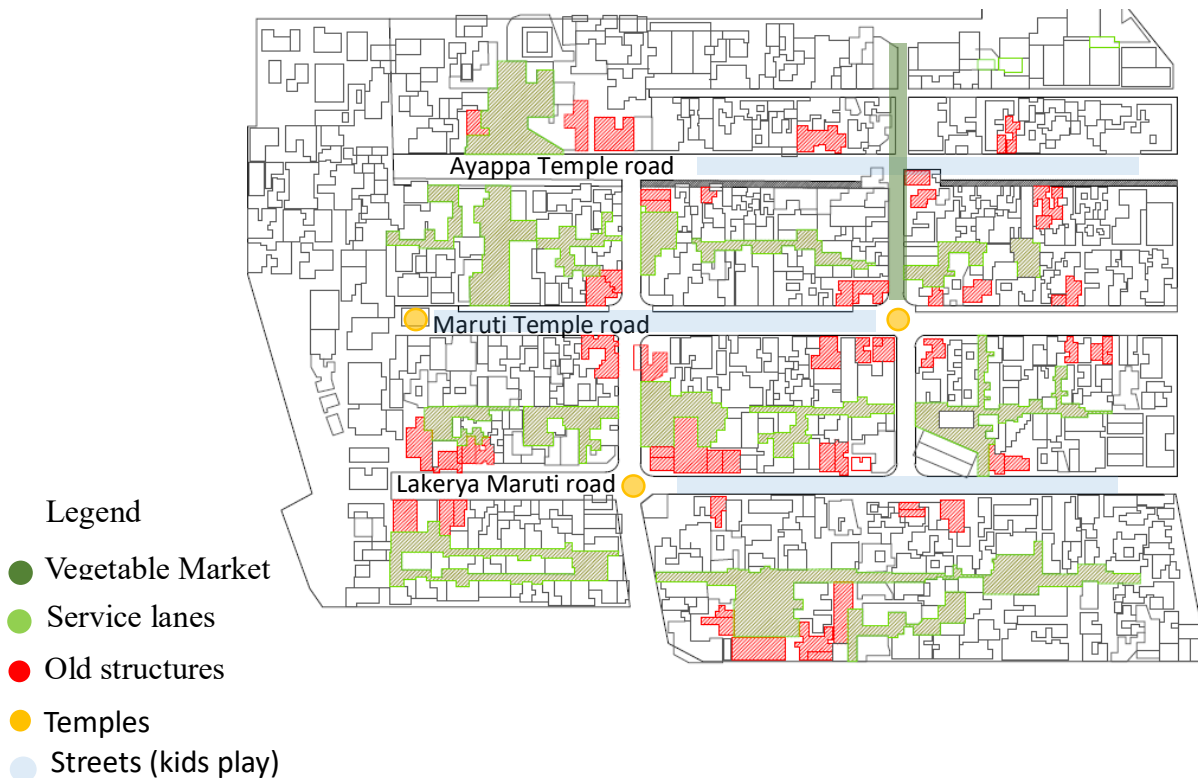 Ayappa Temple road
Maruti Temple road
Lakerya Maruti road
Legend
Vegetable Market
Service lanes
Old structures
Temples
Streets (kids play)